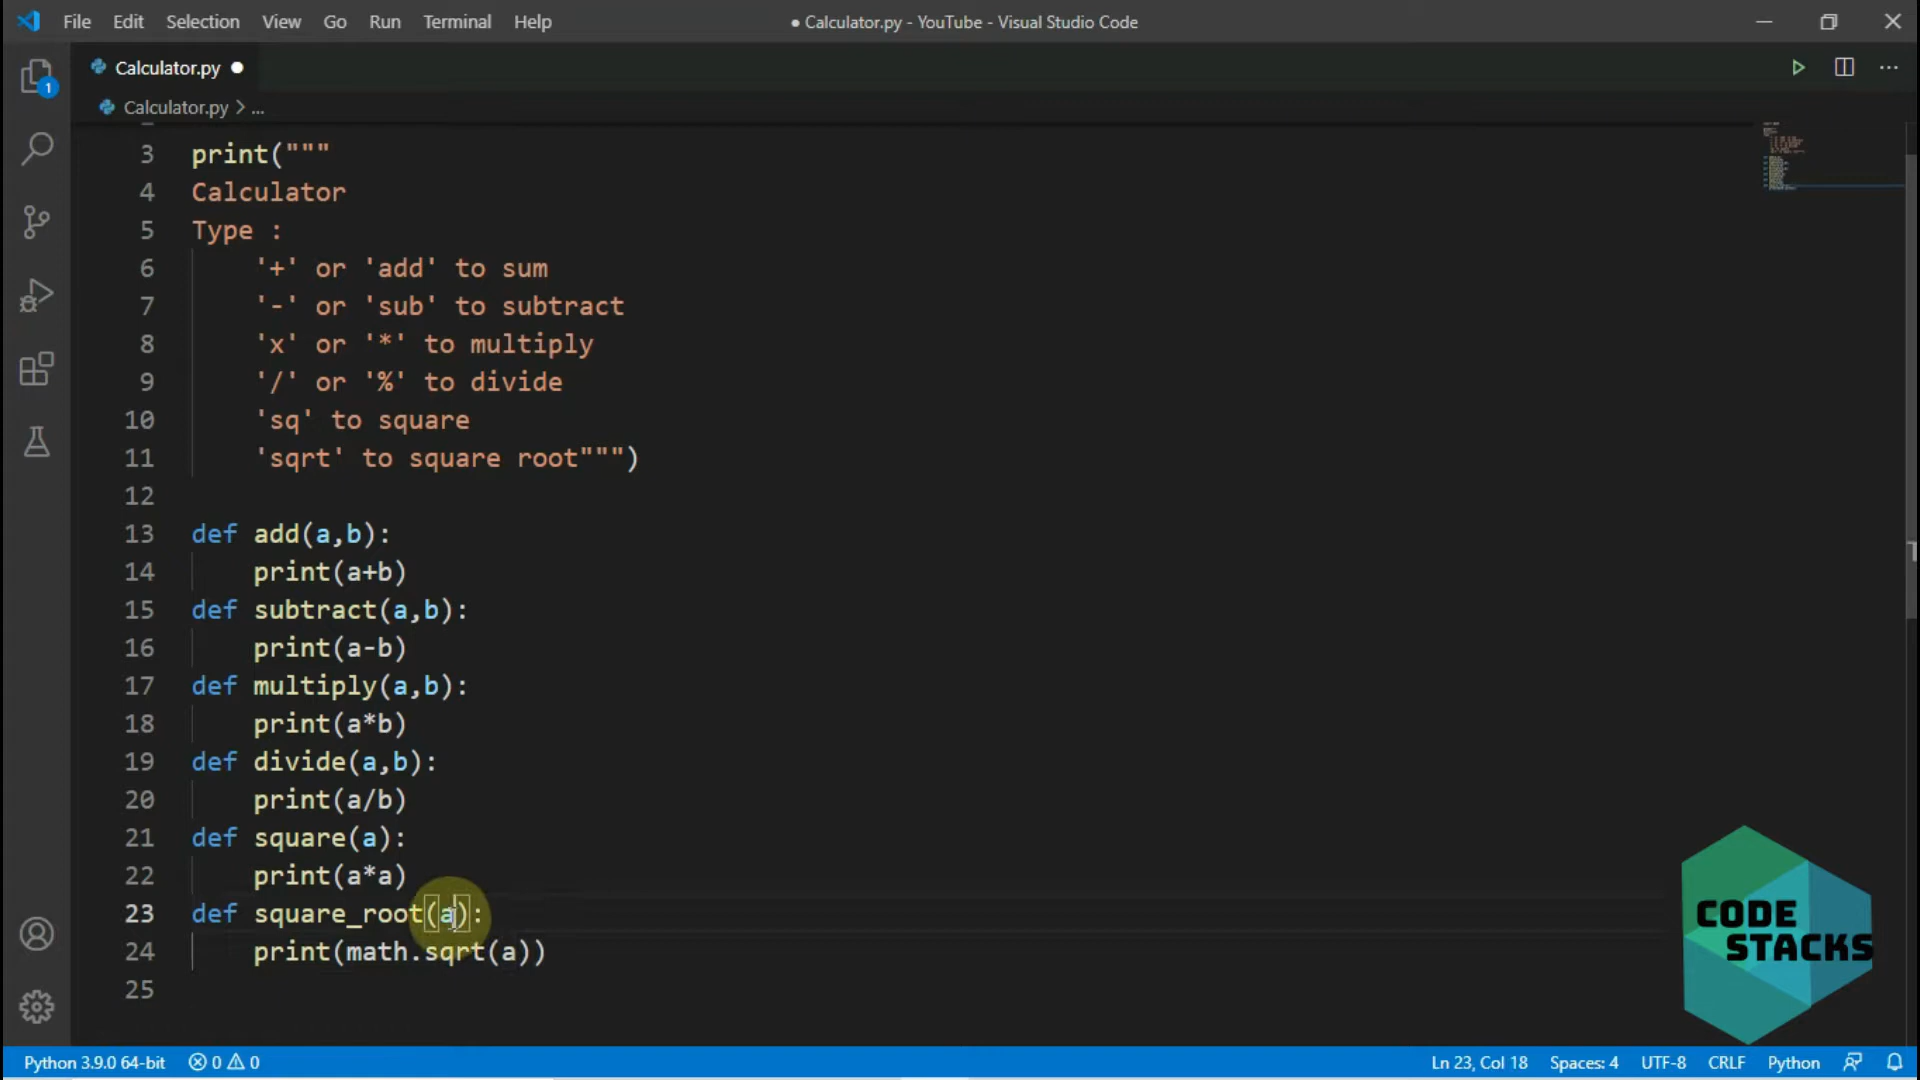 File Edit Selection View Go Run Terminal Help ● Calculator.py - YouTube - Visual Studio Code
Calculator.py ●
1
Calculator.py > ...
3 print("""
4 Calculator
5 Type :
6 '+' or 'add' to sum
7 '-' or 'sub' to subtract
8 'x' or '*' to multiply
9 '/' or '%' to divide
10 'sq' to square
11 'sqrt' to square root""")
12
13 def add(a,b):
14 print(a+b)
15 def subtract(a,b):
16 print(a-b)
17 def multiply(a,b):
18 print(a*b)
19 def divide(a,b):
20 print(a/b)
21 def square(a):
22 print(a*a)
23 def square_root(a):
24 print(math.sqrt(a))
25
CODE
STACKS
Python 3.9.0 64-bit 0 0 Ln 23, Col 18 Spaces: 4 UTF-8 CRLF Python